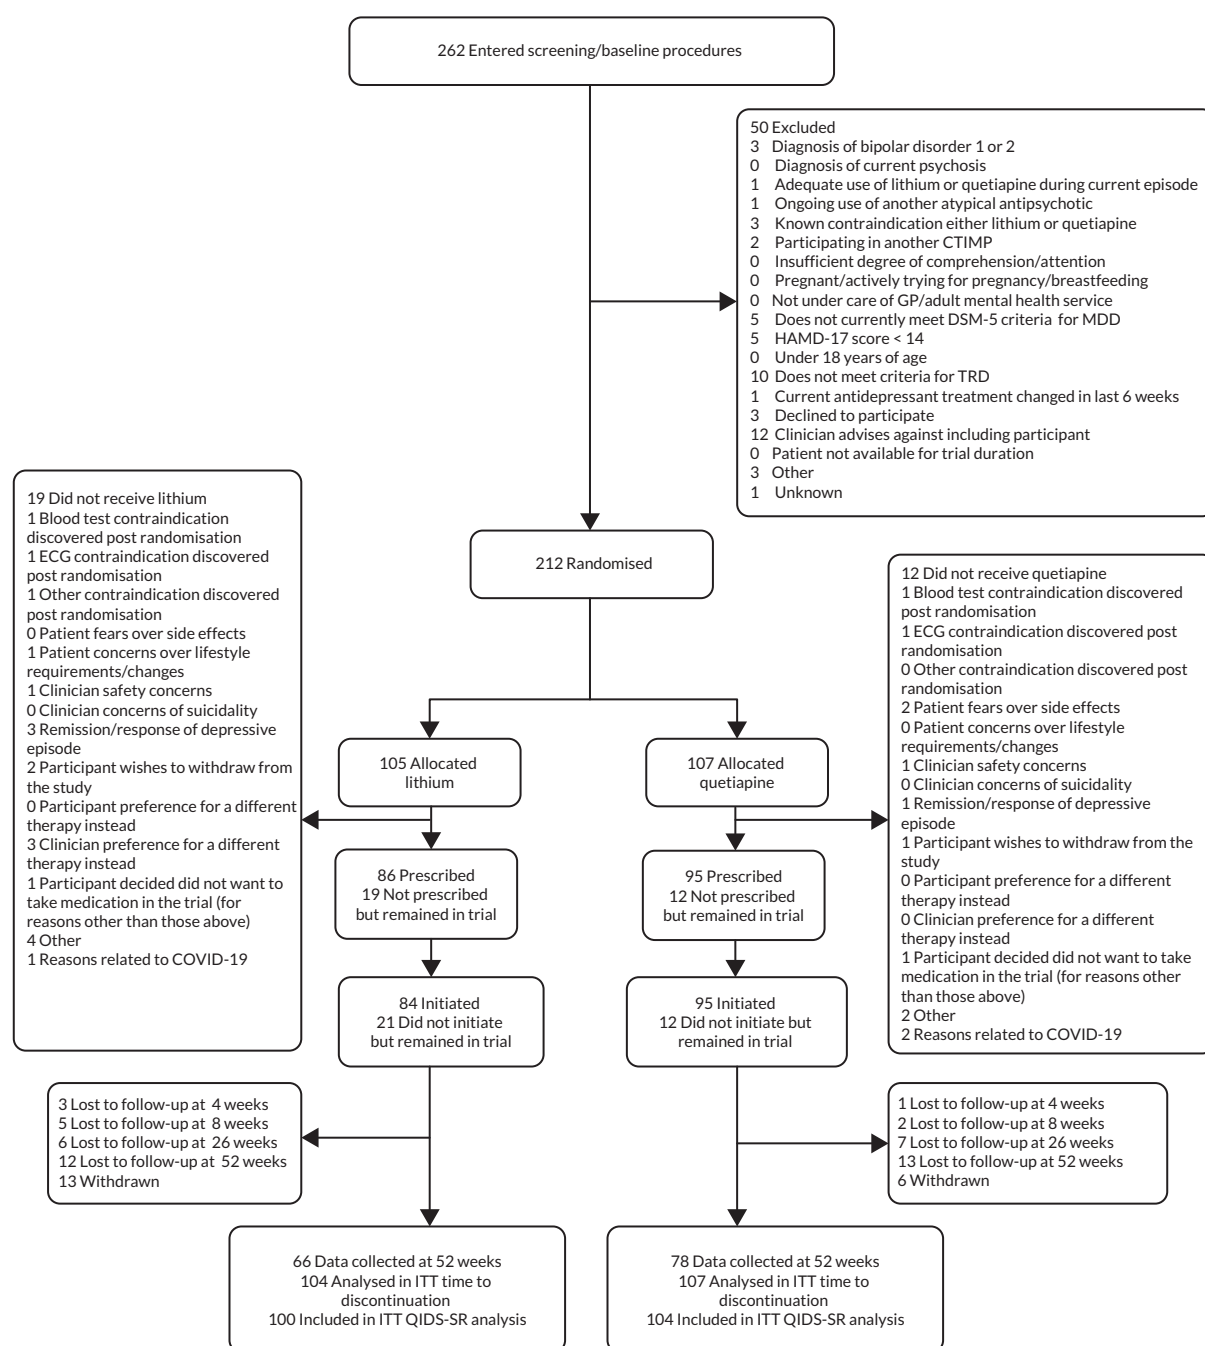 262 Entered screening/baseline procedures
50 Excluded
3 Diagnosis of bipolar disorder 1 or 2
0 Diagnosis of current psychosis
1 Adequate use of lithium or quetiapine during current episode
1 Ongoing use of another atypical antipsychotic
3 Known contraindication either lithium or quetiapine
2 Participating in another CTIMP
0 Insufficient degree of comprehension/attention
0 Pregnant/actively trying for pregnancy/breastfeeding
0 Not under care of GP/adult mental health service
5 Does not currently meet DSM-5 criteria for MDD
5 HAMD-17 score < 14
0 Under 18 years of age
10 Does not meet criteria for TRD
1 Current antidepressant treatment changed in last 6 weeks
3 Declined to participate
12 Clinician advises against including participant
0 Patient not available for trial duration
3 Other
1 Unknown
212 Randomised
19 Did not receive lithium
1 Blood test contraindication
discovered post randomisation
1 ECG contraindication discovered
post randomisation
1 Other contraindication discovered
post randomisation
0 Patient fears over side effects
1 Patient concerns over lifestyle
requirements/changes
1 Clinician safety concerns
0 Clinician concerns of suicidality
3 Remission/response of depressive
episode
2 Participant wishes to withdraw from
the study
0 Participant preference for a different
therapy instead
3 Clinician preference for a different
therapy instead
1 Participant decided did not want to
take medication in the trial (for
reasons other than those above)
4 Other
1 Reasons related to COVID-19
12 Did not receive quetiapine
1 Blood test contraindication discovered
post randomisation
1 ECG contraindication discovered post
randomisation
0 Other contraindication discovered post
randomisation
2 Patient fears over side effects
0 Patient concerns over lifestyle
requirements/changes
1 Clinician safety concerns
0 Clinician concerns of suicidality
1 Remission/response of depressive
episode
1 Participant wishes to withdraw from the
study
0 Participant preference for a different
therapy instead
0 Clinician preference for a different
therapy instead
1 Participant decided did not want to take
medication in the trial (for reasons other
than those above)
2 Other
2 Reasons related to COVID-19
105 Allocated
lithium
107 Allocated
quetiapine
86 Prescribed
19 Not prescribed
but remained in trial
95 Prescribed
12 Not prescribed
but remained in trial
84 Initiated
21 Did not initiate
but remained in trial
95 Initiated
12 Did not initiate but
remained in trial
3 Lost to follow-up at 4 weeks
5 Lost to follow-up at 8 weeks
6 Lost to follow-up at 26 weeks
12 Lost to follow-up at 52 weeks
13 Withdrawn
1 Lost to follow-up at 4 weeks
2 Lost to follow-up at 8 weeks
7 Lost to follow-up at 26 weeks
13 Lost to follow-up at 52 weeks
6 Withdrawn
66 Data collected at 52 weeks
104 Analysed in ITT time to
discontinuation
100 Included in ITT QIDS-SR analysis
78 Data collected at 52 weeks
107 Analysed in ITT time to
discontinuation
104 Included in ITT QIDS-SR analysis